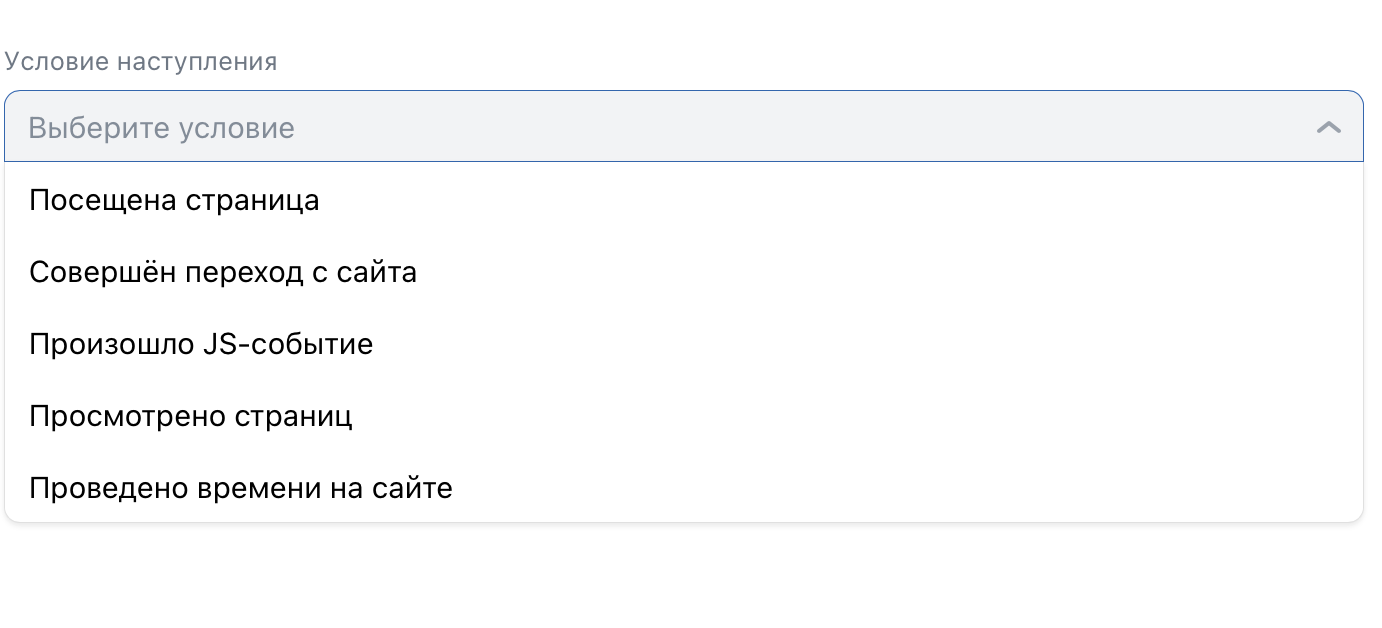 Условие наступления
Выберите условие
Посещена страница
Совершён переход с сайта
Произошло JS-событие
Просмотрено страниц
Проведено времени на сайте